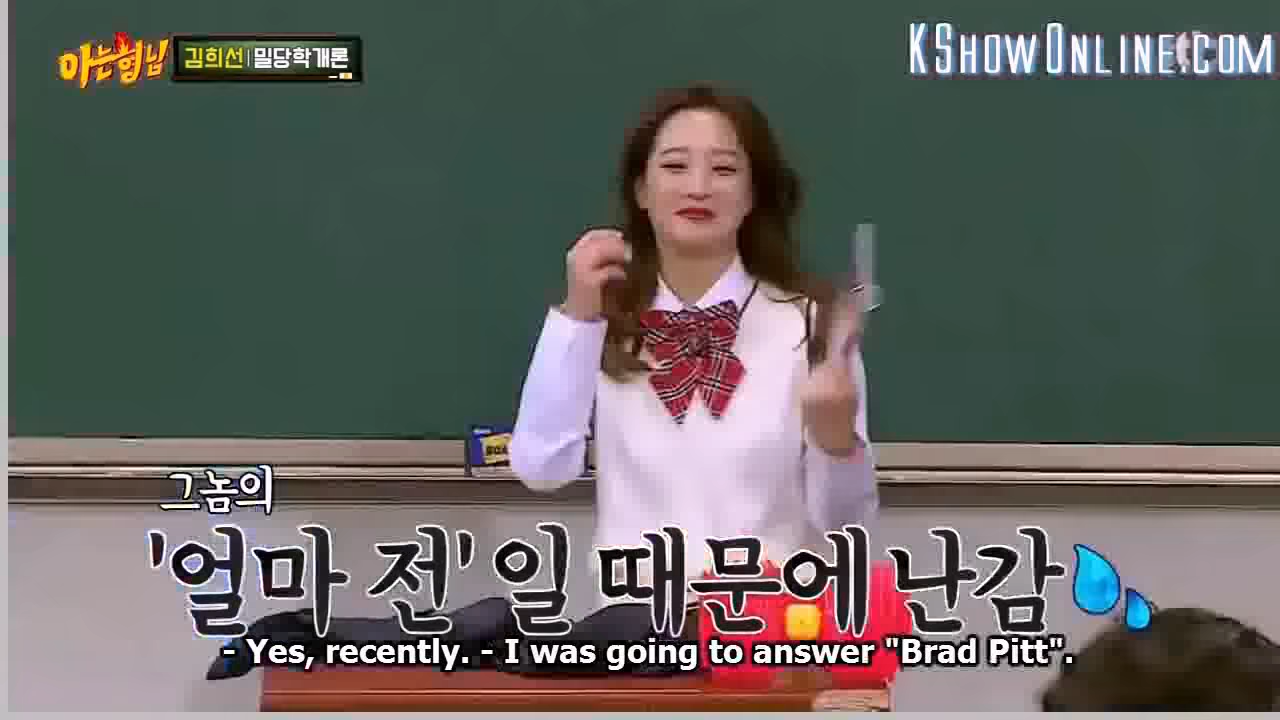 아는형님
김희선 | 밀당학개론
KSHOWONLINE.COM
그놈의
'얼마 전' 일 때문에 난감
- Yes, recently. - I was going to answer "Brad Pitt".